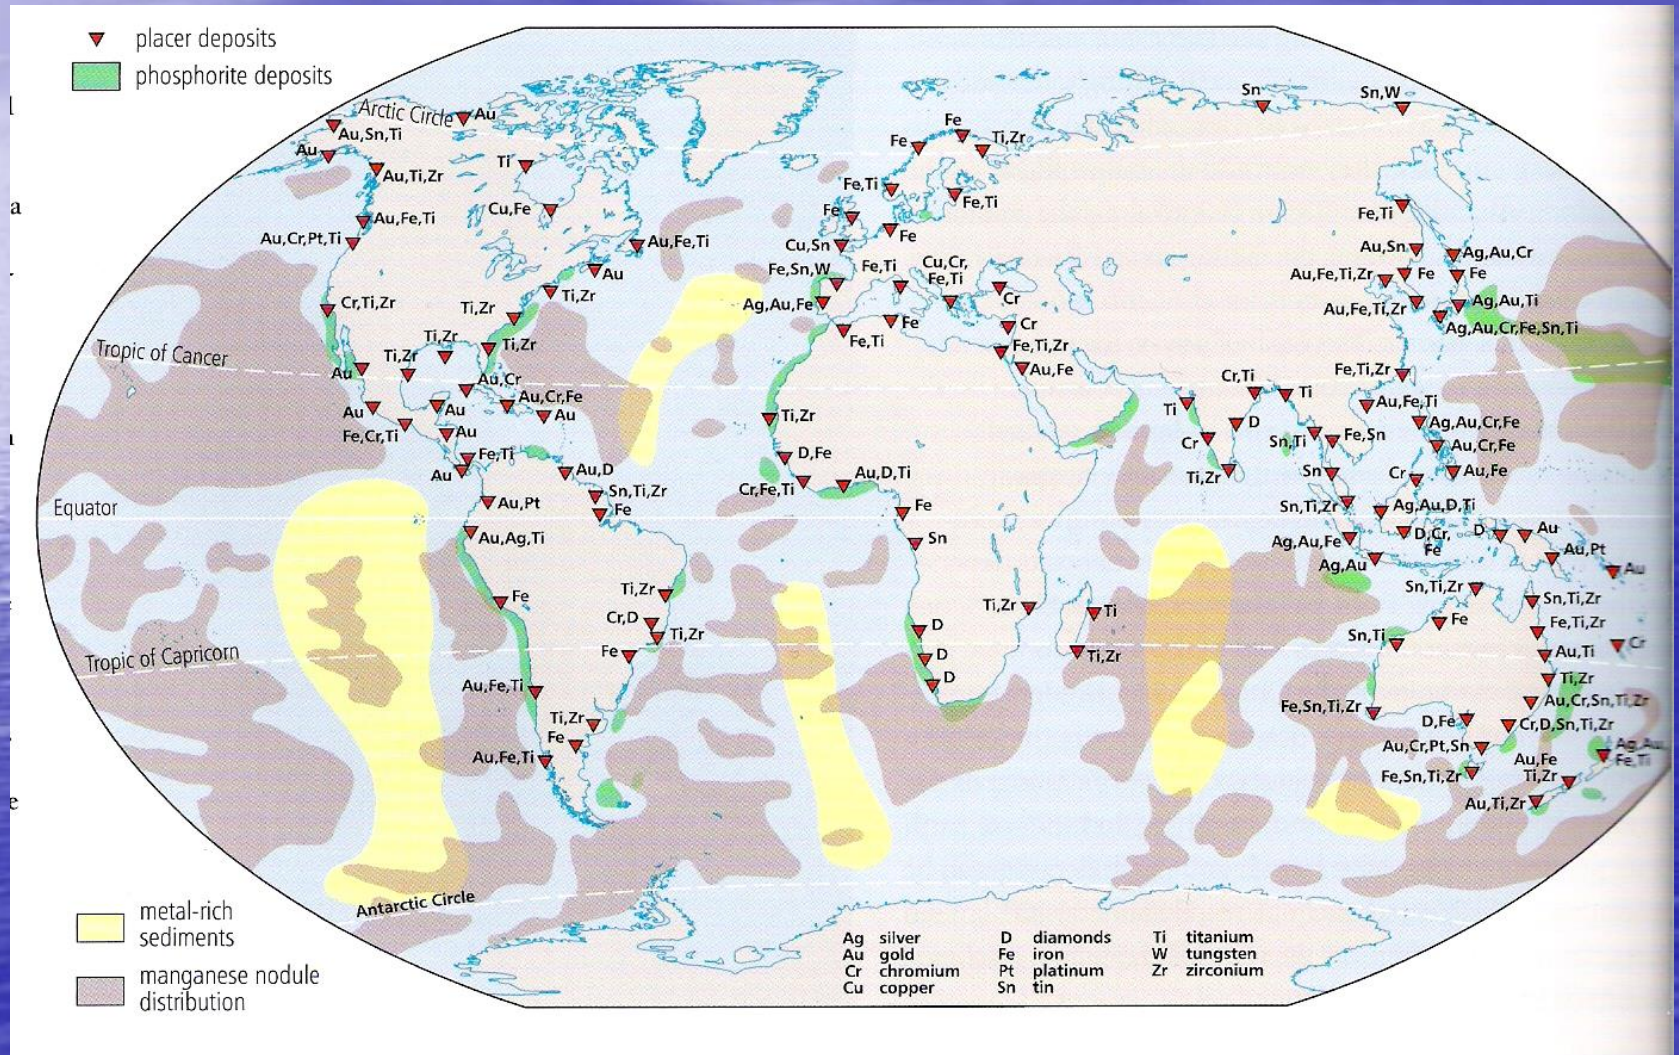 placer deposits
phosphorite deposits
Arctic Circle
Au
Au,Sn,Ti
Au
Au,Ti,Zr
Ti
Au,Fe,Ti
Cu,Fe
Au,Cr,Pt,Ti
Au,Fe,Ti
Au
Ti,Zr
Cr,Ti,Zr
Ti,Zr
Ti,Zr
Ti,Zr
Ti,Zr
Tropic of Cancer
Au
Au,Cr
Au,Cr,Fe
Au
Au
Au
Fe,Cr,Ti
Au
Fe,Ti
Au
Au,D
Sn,Ti,Zr
Fe
Au,Pt
Equator
Au,Ag,Ti
Fe
Ti,Zr
Cr,D
Ti,Zr
Fe
Tropic of Capricorn
Au,Fe,Ti
Ti,Zr
Fe
Au,Fe,Ti
Fe
Fe
Ti,Zr
Fe,Ti
Fe,Ti
Fe
Fe
Cu,Sn
Fe,Sn,W
Fe,Ti
Cu,Cr,
Fe,Ti
Cr
Ag,Au,Fe
Fe
Fe,Ti
Cr
Fe,Ti,Zr
Au,Fe
Ti,Zr
D,Fe
Cr,Fe,Ti
Au,D,Ti
Fe
Sn
Ti,Zr
Ti
Ti,Zr
D
D
D
Sn
Sn,W
Fe,Ti
Au,Sn
Ag,Au,Cr
Au,Fe,Ti,Zr
Fe
Fe
Au,Fe,Ti,Zr
Ag,Au,Ti
Ag,Au,Cr,Fe,Sn,Ti
Fe,Ti,Zr
Cr,Ti
Ti
Ti
D
Cr
Ti,Zr
Au,Fe,Ti
Sn,Ti
Fe,Sn
Ag,Au,Cr,Fe
Au,Cr,Fe
Sn
Cr
Au,Fe
Sn,Ti,Zr
Ag,Au,D,Ti
Ag,Au,Fe
D,Cr,
Fe
D
Au
Au,Pt
Ag,Au
Au
Sn,Ti,Zr
Sn,Ti,Zr
Fe
Fe,Ti,Zr
Sn,Ti
Cr
Au,Ti
Ti,Zr
Fe,Sn,Ti,Zr
Au,Cr,Sn,Ti,Zr
D,Fe
Cr,D,Sn,Ti,Zr
Au,Cr,Pt,Sn
Ag,Au,
Fe,Ti
Fe,Sn,Ti,Zr
Au,Fe
Ti,Zr
Au,Ti,Zr
Antarctic Circle
metal-rich
sediments
manganese nodule
distribution
Ag silver D diamonds Ti titanium
Au gold Fe iron W tungsten
Cr chromium Pt platinum Zr zirconium
Cu copper Sn tin